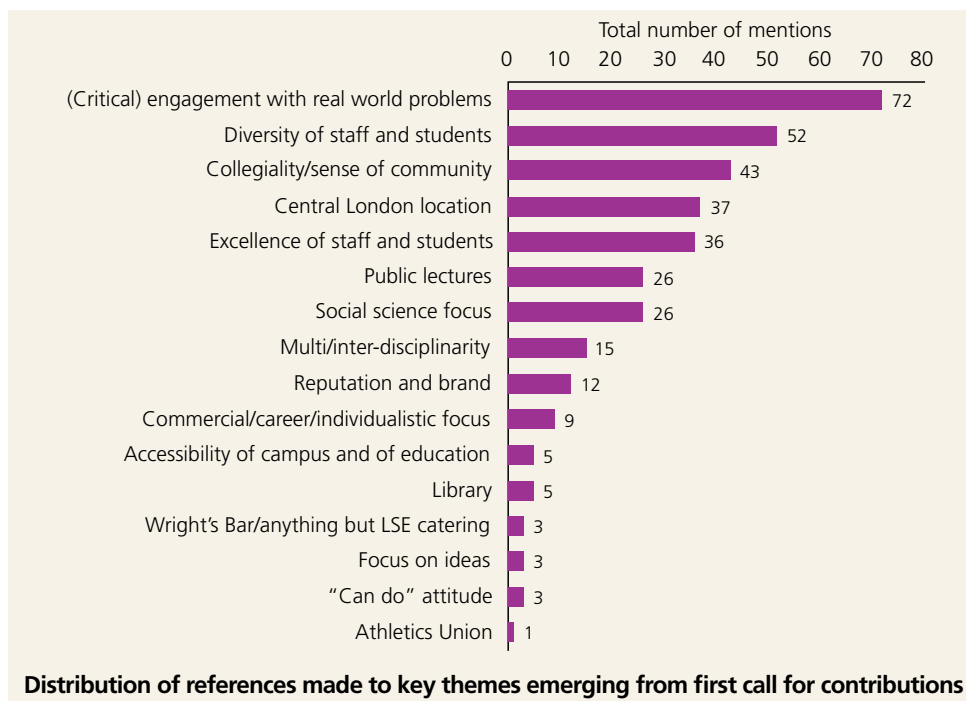 Total number of mentions
0 10 20 30 40 50 60 70 80
(Critical) engagement with real world problems 72
Diversity of staff and students 52
Collegiality/sense of community 43
Central London location 37
Excellence of staff and students 36
Public lectures 26
Social science focus 26
Multi/inter-disciplinarity 15
Reputation and brand 12
Commercial/career/individualistic focus 9
Accessibility of campus and of education 5
Library 5
Wright’s Bar/anything but LSE catering 3
Focus on ideas 3
“Can do” attitude 3
Athletics Union 1
Distribution of references made to key themes emerging from first call for contributions